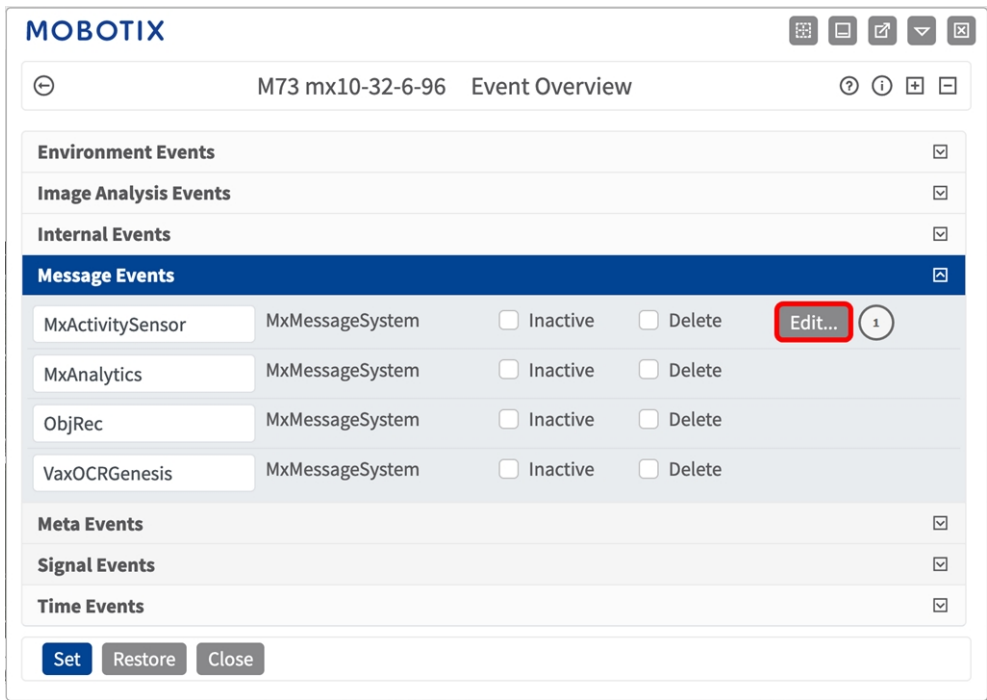 MOBOTIX
M73 mx10-32-6-96 Event Overview
Environment Events
Image Analysis Events
Internal Events
Message Events
MxActivitySensor MxMessageSystem Inactive Delete Edit... 1
MxAnalytics MxMessageSystem Inactive Delete
ObjRec MxMessageSystem Inactive Delete
VaxOCRGenesis MxMessageSystem Inactive Delete
Meta Events
Signal Events
Time Events
Set Restore Close